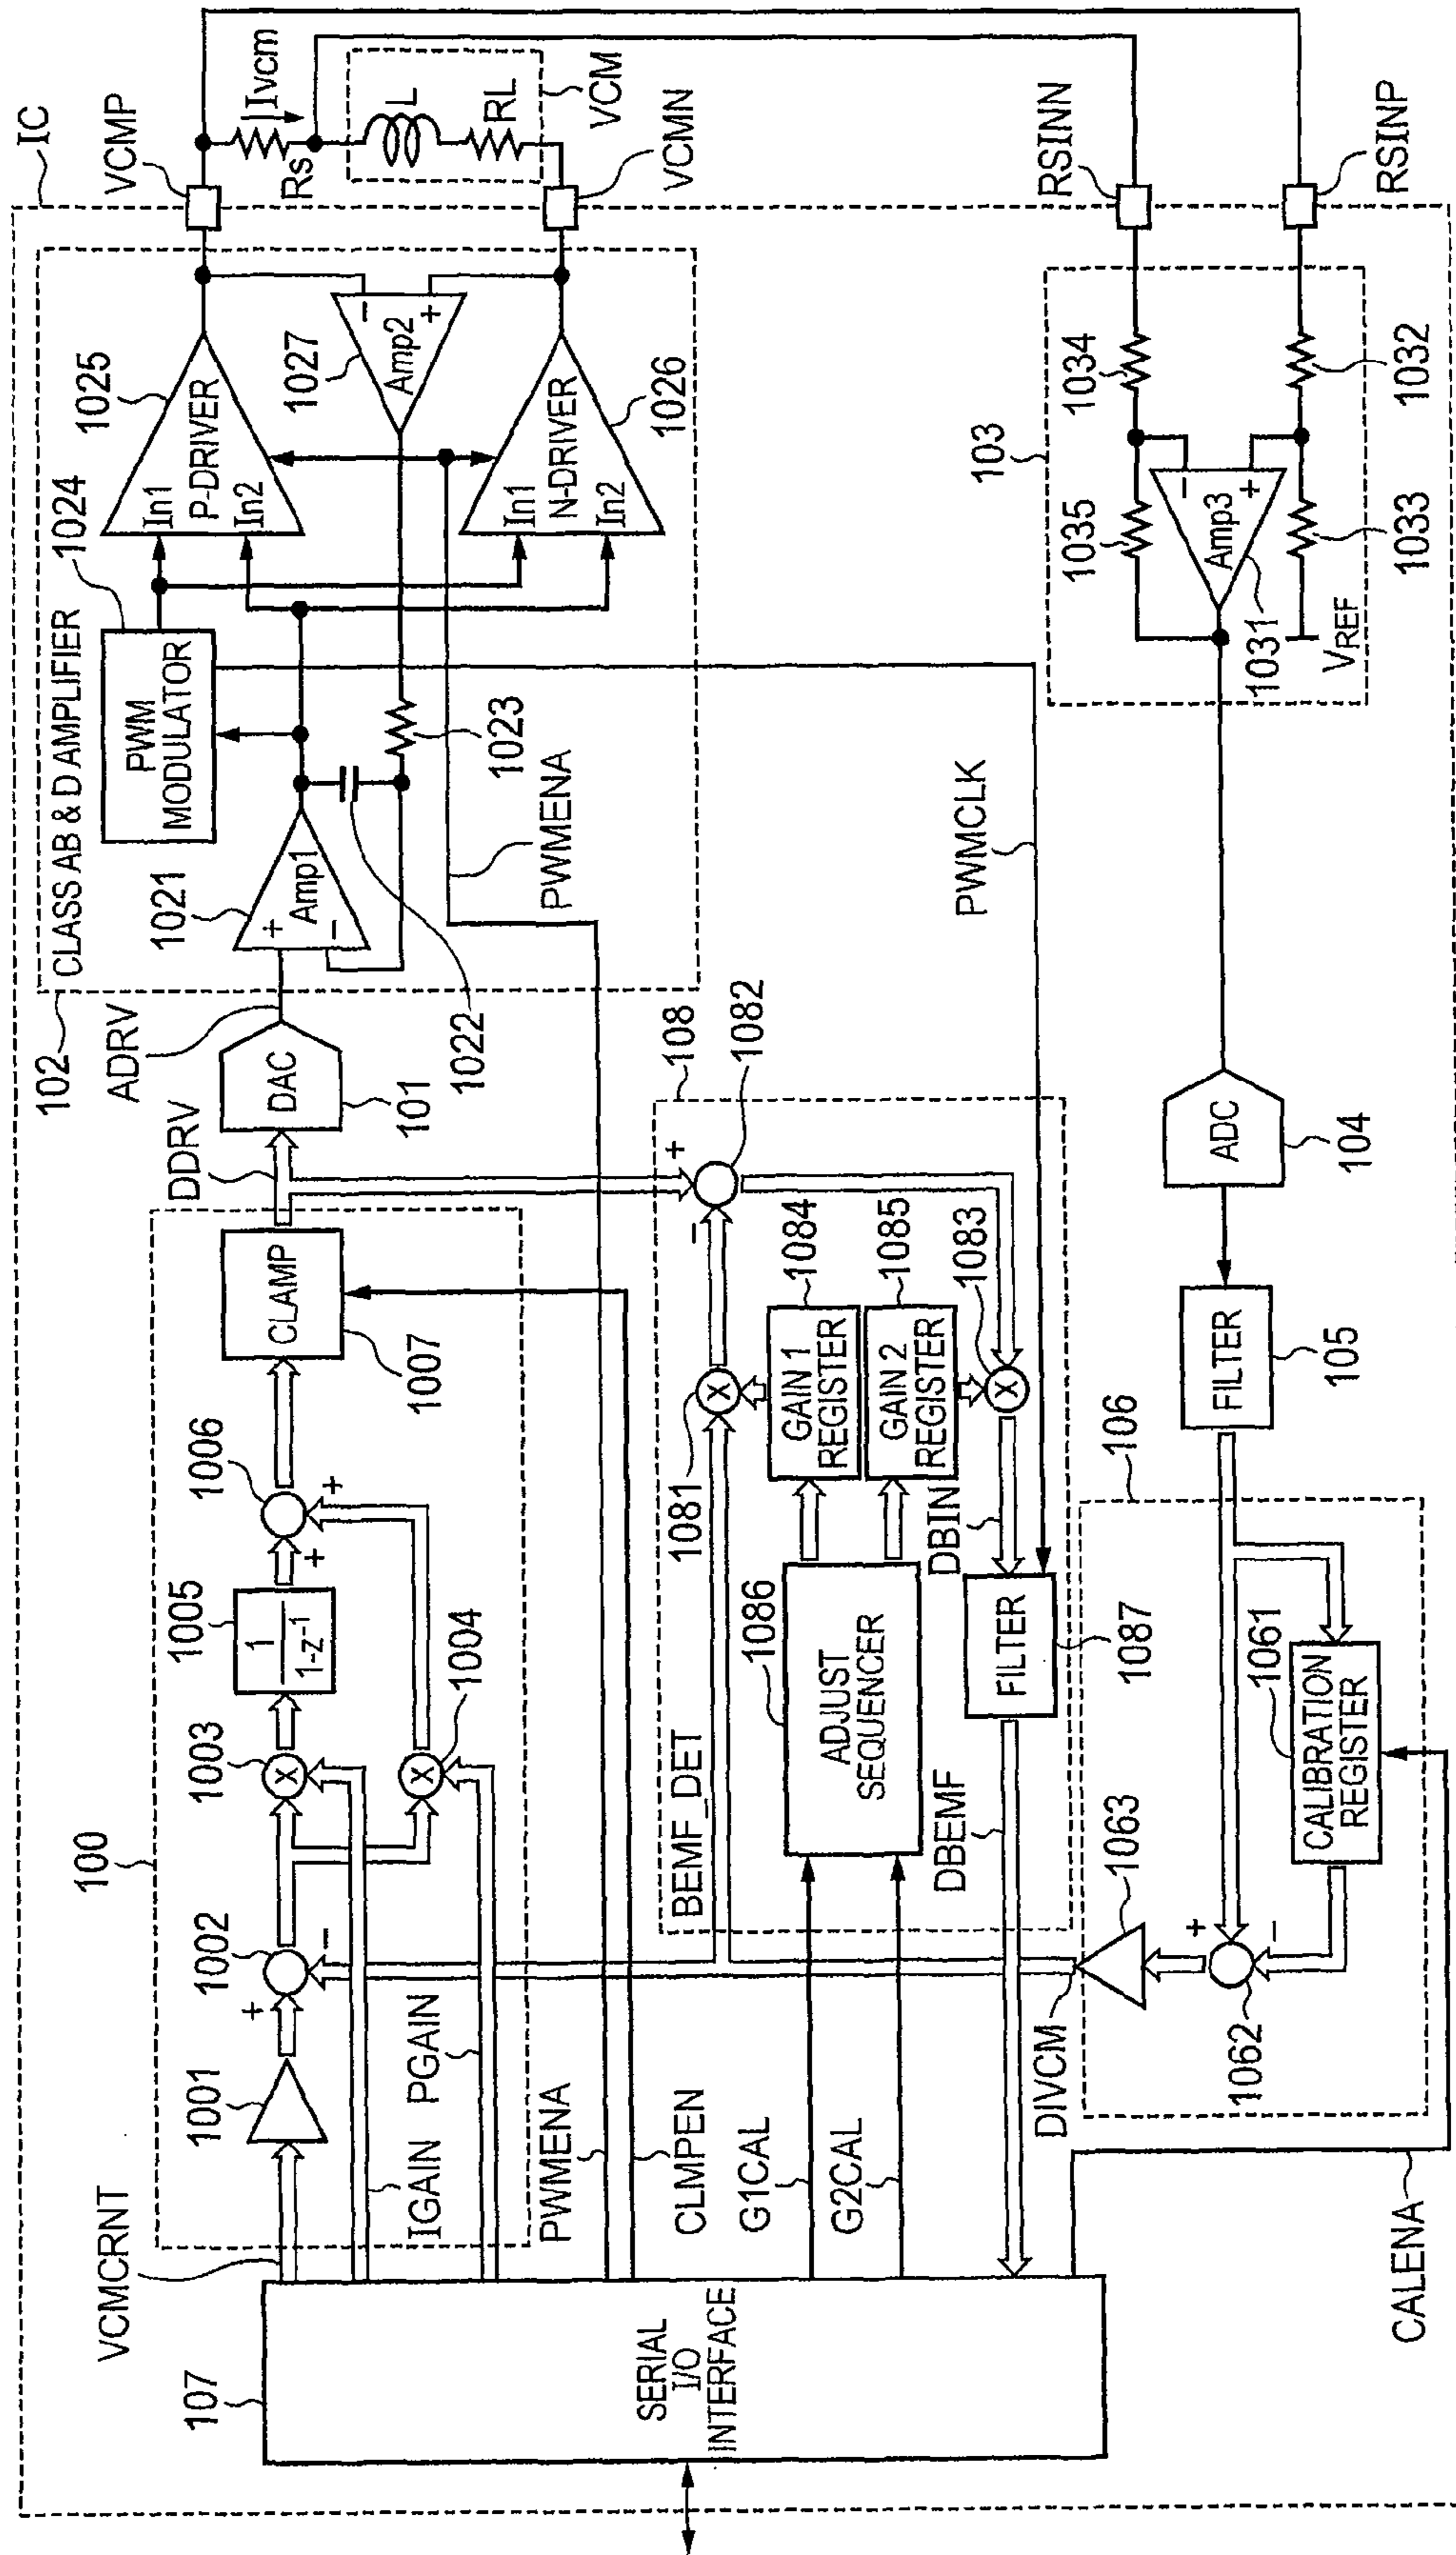 IC
VCMP
Ivcm
Rs
L
RL
VCM
VCMN
RSINN
RSINP
102
CLASS AB & D AMPLIFIER
1024
PWM
MODULATOR
1025
P-DRIVER
In1
In2
1027
Amp2
−
+
1026
N-DRIVER
In1
In2
1021
Amp1
+
−
1022
1023
PWMENA
PWMCLK
ADRV
DAC
101
DDRV
100
VCMCRNT
1001
1002
+
−
1003
X
1004
X
1005
1
1-z-1
1006
+
+
CLAMP
1007
IGAIN
PGAIN
PWMENA
CLMPEN
G1CAL
G2CAL
107
SERIAL
I/O
INTERFACE
108
BEMF_DET
1081
X
1082
+
−
GAIN 1
REGISTER
1084
GAIN 2
REGISTER
1085
1083
X
1086
ADJUST
SEQUENCER
DBIN
FILTER
1087
DBEMF
DIVCM
103
1034
1035
1032
1033
Amp3
−
+
1031
VREF
ADC
104
FILTER
105
106
1061
CALIBRATION
REGISTER
1062
+
−
1063
CALENA